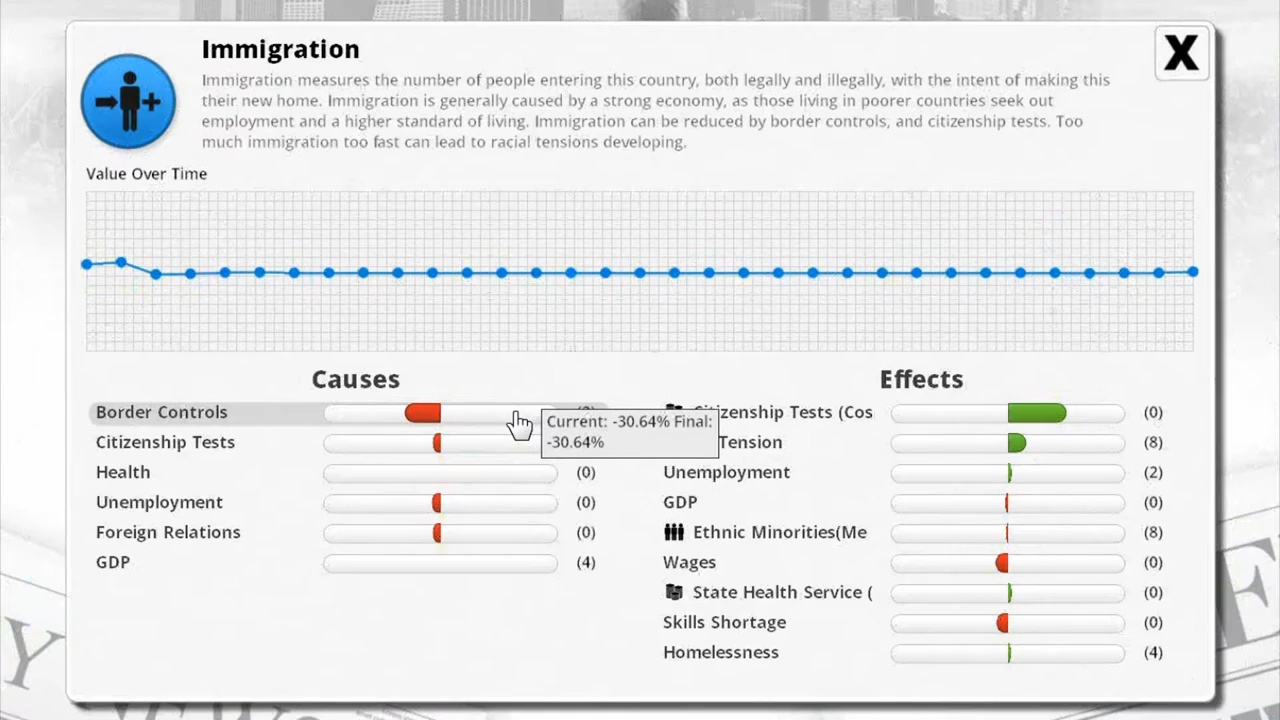 Immigration
X
Immigration measures the number of people entering this country, both legally and illegally, with the intent of making this
their new home. Immigration is generally caused by a strong economy, as those living in poorer countries seek out
employment and a higher standard of living. Immigration can be reduced by border controls, and citizenship tests. Too
much immigration too fast can lead to racial tensions developing.
Value Over Time
Causes
Border Controls
Citizenship Tests
Health (0)
Unemployment (0)
Foreign Relations (0)
GDP (4)
Current: -30.64% Final:
-30.64%
Effects
Citizenship Tests (Cos (0)
Tension (8)
Unemployment (2)
GDP (0)
Ethnic Minorities(Me (8)
Wages (0)
State Health Service ( (0)
Skills Shortage (0)
Homelessness (4)